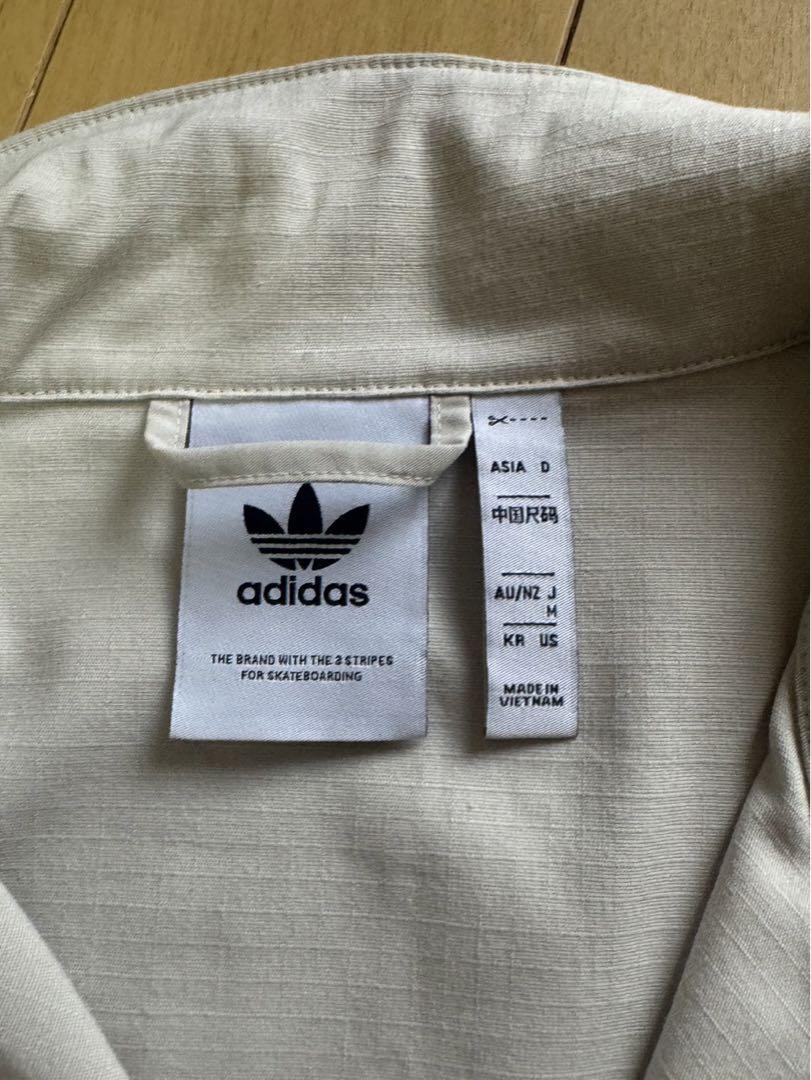 adidas
THE BRAND WITH THE 3 STRIPES
FOR SKATEBOARDING
ASIA D
中国尺码
AU/NZ J
M
KR US
MADE IN
VIETNAM